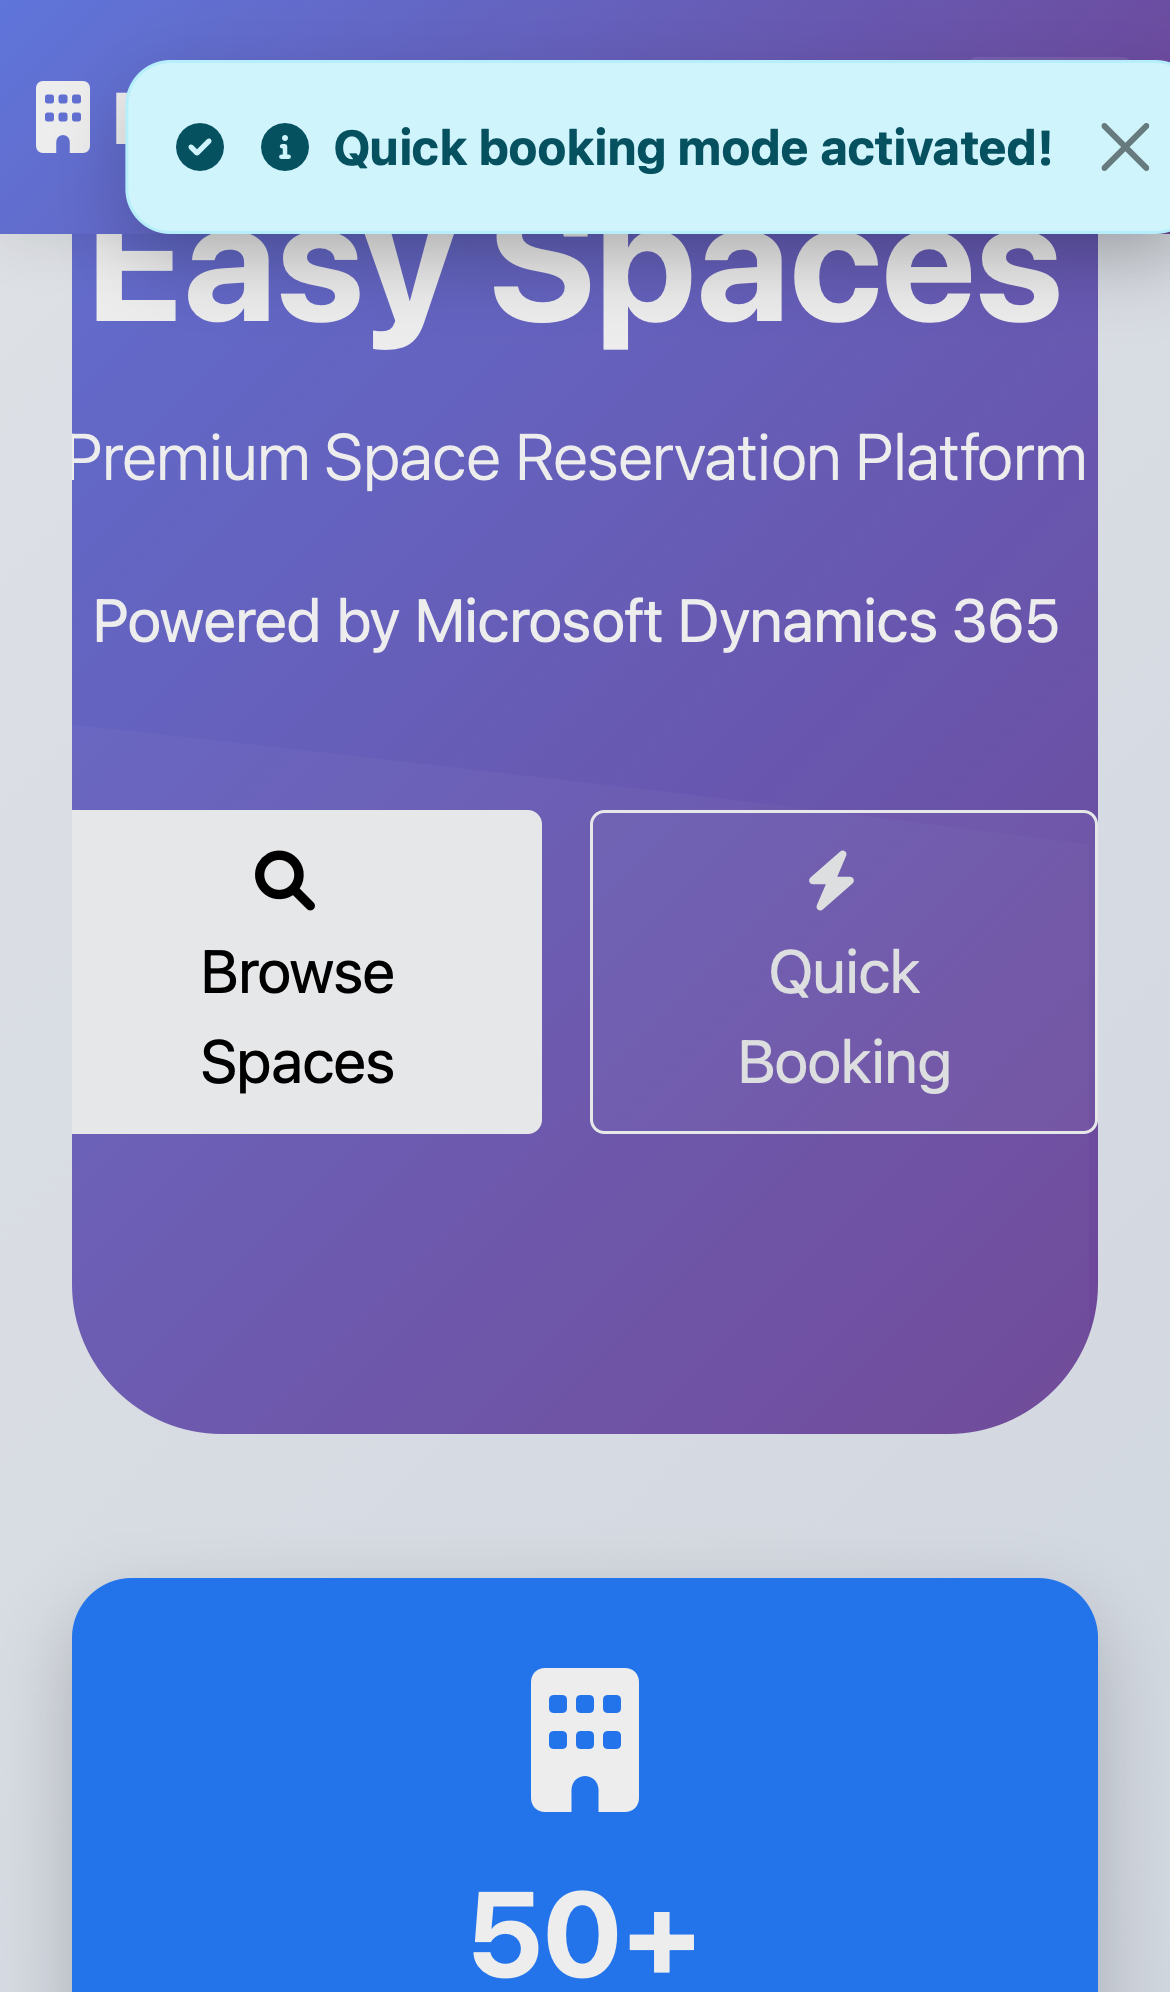 Quick booking mode activated!
Easy Spaces
Premium Space Reservation Platform
Powered by Microsoft Dynamics 365
Browse
Spaces
Quick
Booking
50+